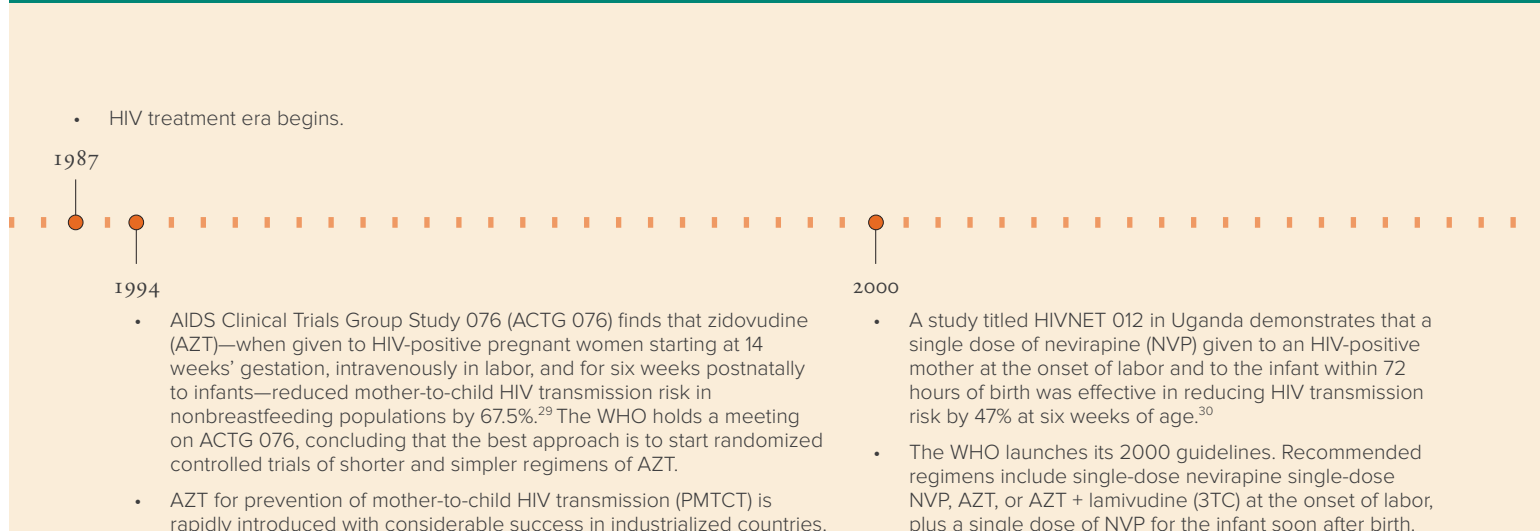 • HIV treatment era begins.
1987
1994
• AIDS Clinical Trials Group Study 076 (ACTG 076) finds that zidovudine
(AZT)—when given to HIV-positive pregnant women starting at 14
weeks’ gestation, intravenously in labor, and for six weeks postnatally
to infants—reduced mother-to-child HIV transmission risk in
nonbreastfeeding populations by 67.5%.²⁹ The WHO holds a meeting
on ACTG 076, concluding that the best approach is to start randomized
controlled trials of shorter and simpler regimens of AZT.
• AZT for prevention of mother-to-child HIV transmission (PMTCT) is
rapidly introduced with considerable success in industrialized countries.
2000
• A study titled HIVNET 012 in Uganda demonstrates that a
single dose of nevirapine (NVP) given to an HIV-positive
mother at the onset of labor and to the infant within 72
hours of birth was effective in reducing HIV transmission
risk by 47% at six weeks of age.³⁰
• The WHO launches its 2000 guidelines. Recommended
regimens include single-dose nevirapine single-dose
NVP, AZT, or AZT + lamivudine (3TC) at the onset of labor,
plus a single dose of NVP for the infant soon after birth.